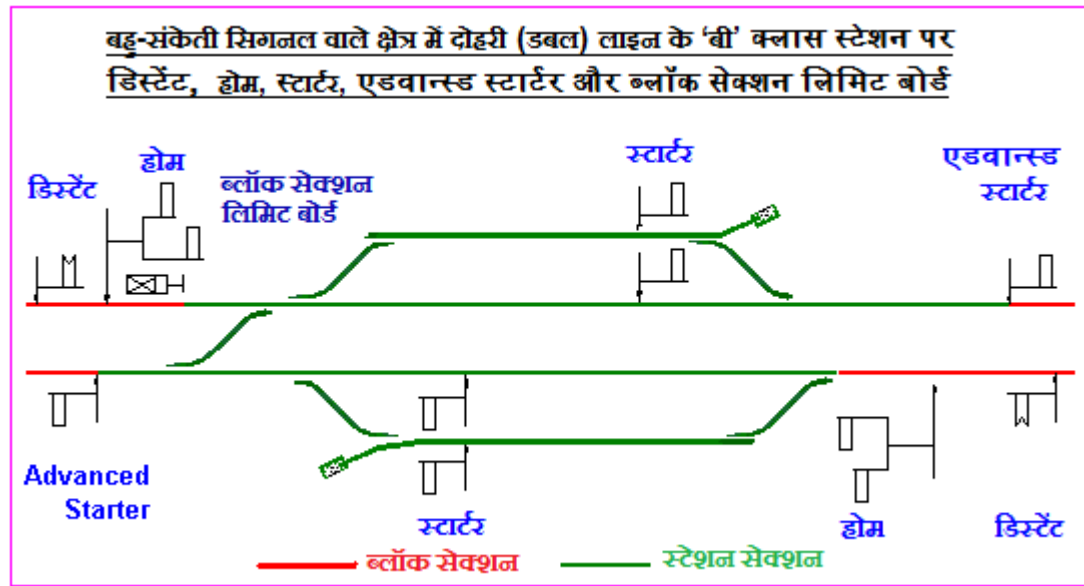 बहु-संकेती सिगनल वाले क्षेत्र में दोहरी (डबल) लाइन के ‘बी’ क्लास स्टेशन पर
डिस्टेंट, होम, स्टार्टर, एडवान्स्ड स्टार्टर और ब्लॉक सेक्शन लिमिट बोर्ड
होम
डिस्टेंट
ब्लॉक सेक्शन
लिमिट बोर्ड
स्टार्टर
एडवान्स्ड
स्टार्टर
Advanced
Starter
स्टार्टर
होम
डिस्टेंट
ब्लॉक सेक्शन
स्टेशन सेक्शन